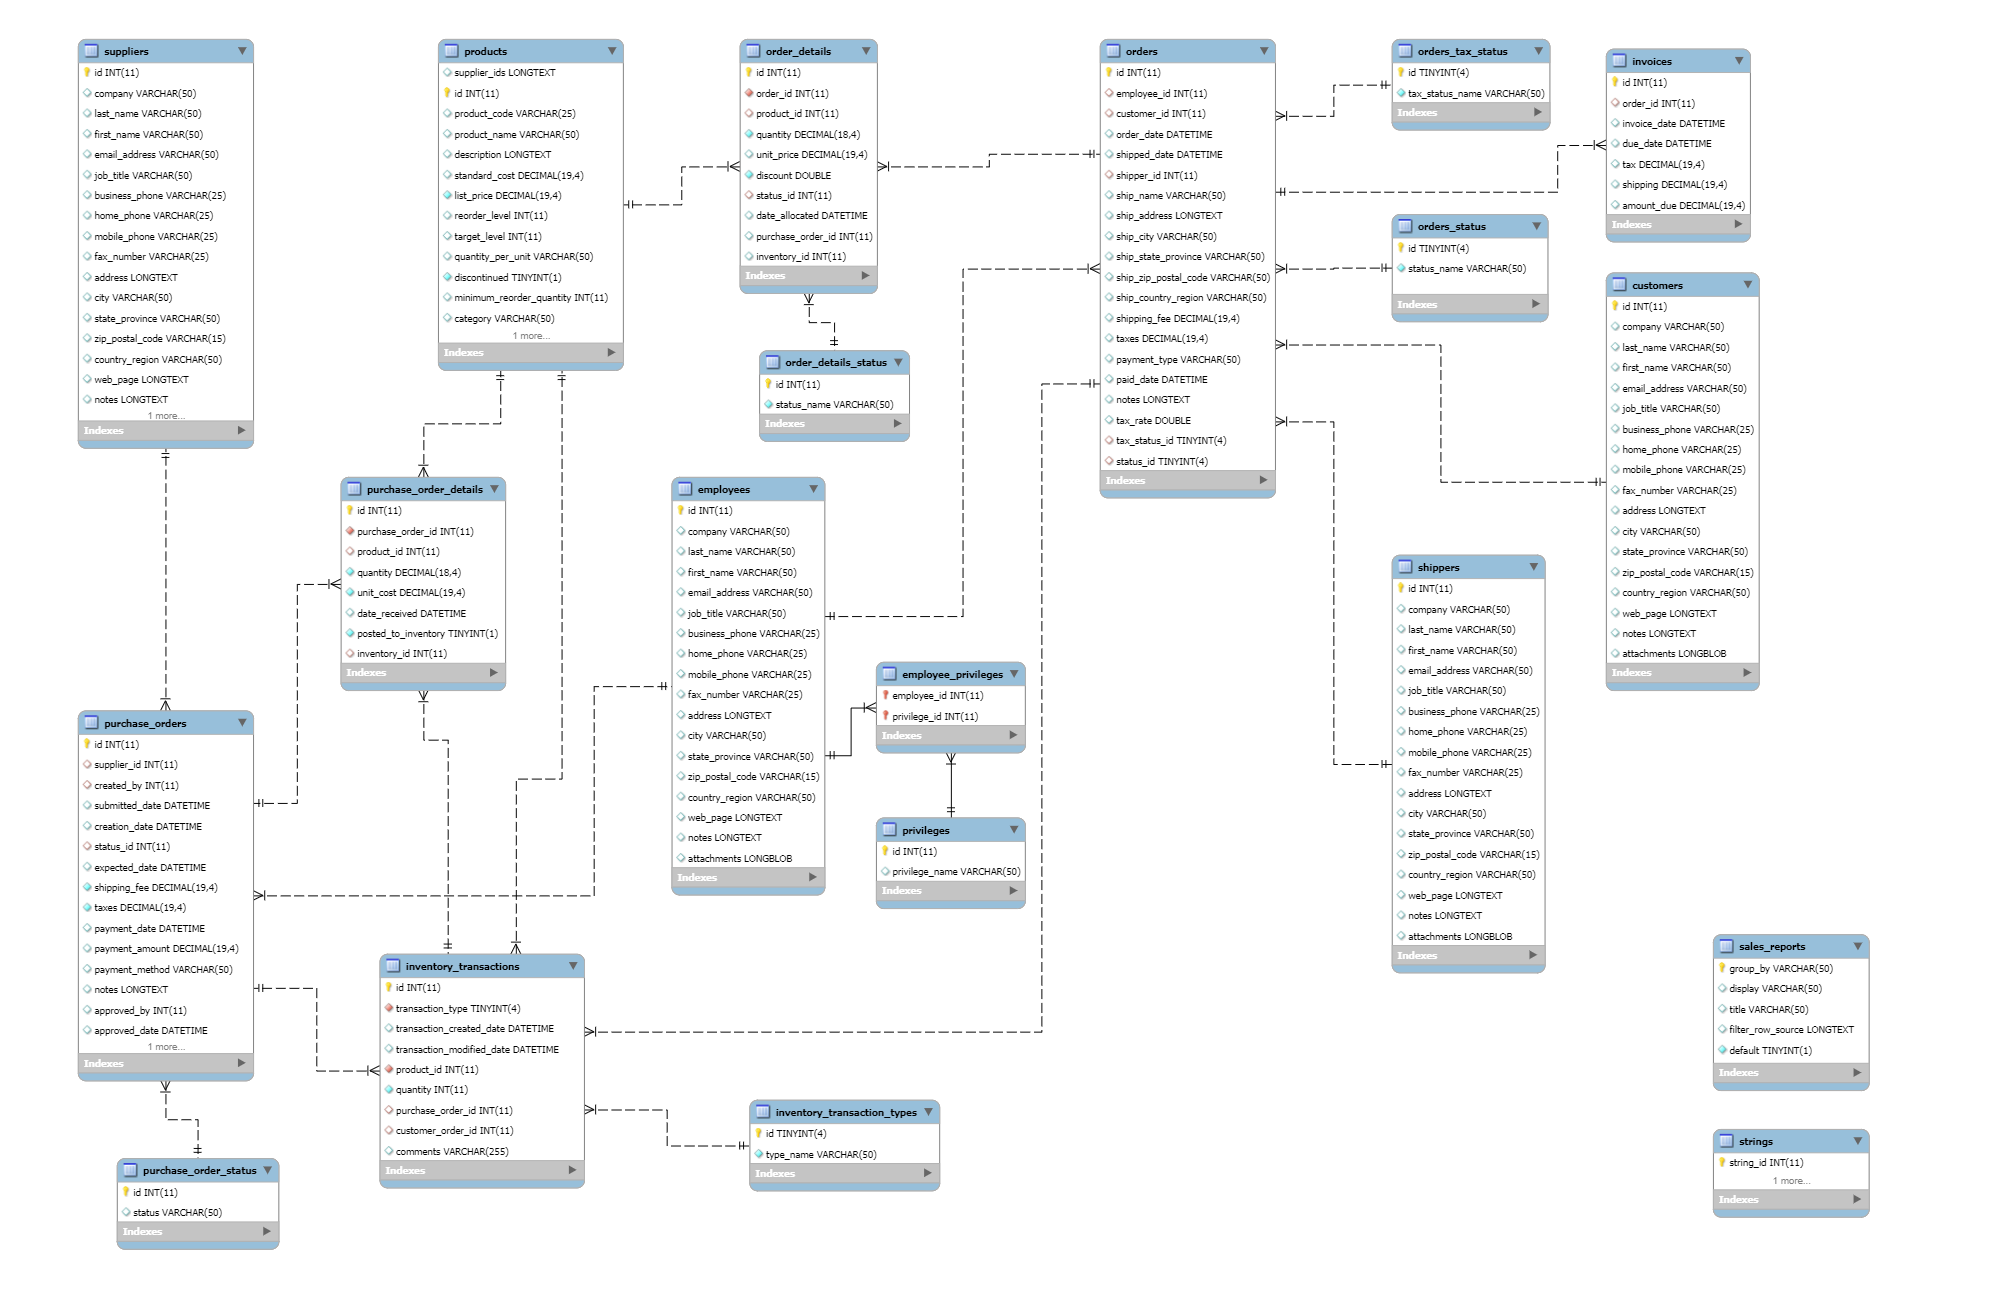 suppliers
id INT(11)
company VARCHAR(50)
last_name VARCHAR(50)
first_name VARCHAR(50)
email_address VARCHAR(50)
job_title VARCHAR(50)
business_phone VARCHAR(25)
home_phone VARCHAR(25)
mobile_phone VARCHAR(25)
fax_number VARCHAR(25)
address LONGTEXT
city VARCHAR(50)
state_province VARCHAR(50)
zip_postal_code VARCHAR(15)
country_region VARCHAR(50)
web_page LONGTEXT
notes LONGTEXT
1 more...
Indexes
products
supplier_ids LONGTEXT
id INT(11)
product_code VARCHAR(25)
product_name VARCHAR(50)
description LONGTEXT
standard_cost DECIMAL(19,4)
list_price DECIMAL(19,4)
reorder_level INT(11)
target_level INT(11)
quantity_per_unit VARCHAR(50)
discontinued TINYINT(1)
minimum_reorder_quantity INT(11)
category VARCHAR(50)
1 more...
Indexes
order_details
id INT(11)
order_id INT(11)
product_id INT(11)
quantity DECIMAL(18,4)
unit_price DECIMAL(19,4)
discount DOUBLE
status_id INT(11)
date_allocated DATETIME
purchase_order_id INT(11)
inventory_id INT(11)
Indexes
orders
id INT(11)
employee_id INT(11)
customer_id INT(11)
order_date DATETIME
shipped_date DATETIME
shipper_id INT(11)
ship_name VARCHAR(50)
ship_address LONGTEXT
ship_city VARCHAR(50)
ship_state_province VARCHAR(50)
ship_zip_postal_code VARCHAR(50)
ship_country_region VARCHAR(50)
shipping_fee DECIMAL(19,4)
taxes DECIMAL(19,4)
payment_type VARCHAR(50)
paid_date DATETIME
notes LONGTEXT
tax_rate DOUBLE
tax_status_id TINYINT(4)
status_id TINYINT(4)
Indexes
orders_tax_status
id TINYINT(4)
tax_status_name VARCHAR(50)
Indexes
invoices
id INT(11)
order_id INT(11)
invoice_date DATETIME
due_date DATETIME
tax DECIMAL(19,4)
shipping DECIMAL(19,4)
amount_due DECIMAL(19,4)
Indexes
orders_status
id TINYINT(4)
status_name VARCHAR(50)
Indexes
customers
id INT(11)
company VARCHAR(50)
last_name VARCHAR(50)
first_name VARCHAR(50)
email_address VARCHAR(50)
job_title VARCHAR(50)
business_phone VARCHAR(25)
home_phone VARCHAR(25)
mobile_phone VARCHAR(25)
fax_number VARCHAR(25)
address LONGTEXT
city VARCHAR(50)
state_province VARCHAR(50)
zip_postal_code VARCHAR(15)
country_region VARCHAR(50)
web_page LONGTEXT
notes LONGTEXT
attachments LONGBLOB
Indexes
order_details_status
id INT(11)
status_name VARCHAR(50)
Indexes
purchase_order_details
id INT(11)
purchase_order_id INT(11)
product_id INT(11)
quantity DECIMAL(18,4)
unit_cost DECIMAL(19,4)
date_received DATETIME
posted_to_inventory TINYINT(1)
inventory_id INT(11)
Indexes
employees
id INT(11)
company VARCHAR(50)
last_name VARCHAR(50)
first_name VARCHAR(50)
email_address VARCHAR(50)
job_title VARCHAR(50)
business_phone VARCHAR(25)
home_phone VARCHAR(25)
mobile_phone VARCHAR(25)
fax_number VARCHAR(25)
address LONGTEXT
city VARCHAR(50)
state_province VARCHAR(50)
zip_postal_code VARCHAR(15)
country_region VARCHAR(50)
web_page LONGTEXT
notes LONGTEXT
attachments LONGBLOB
Indexes
shippers
id INT(11)
company VARCHAR(50)
last_name VARCHAR(50)
first_name VARCHAR(50)
email_address VARCHAR(50)
job_title VARCHAR(50)
business_phone VARCHAR(25)
home_phone VARCHAR(25)
mobile_phone VARCHAR(25)
fax_number VARCHAR(25)
address LONGTEXT
city VARCHAR(50)
state_province VARCHAR(50)
zip_postal_code VARCHAR(15)
country_region VARCHAR(50)
web_page LONGTEXT
notes LONGTEXT
attachments LONGBLOB
Indexes
employee_privileges
employee_id INT(11)
privilege_id INT(11)
Indexes
privileges
id INT(11)
privilege_name VARCHAR(50)
Indexes
purchase_orders
id INT(11)
supplier_id INT(11)
created_by INT(11)
submitted_date DATETIME
creation_date DATETIME
status_id INT(11)
expected_date DATETIME
shipping_fee DECIMAL(19,4)
taxes DECIMAL(19,4)
payment_date DATETIME
payment_amount DECIMAL(19,4)
payment_method VARCHAR(50)
notes LONGTEXT
approved_by INT(11)
approved_date DATETIME
1 more...
Indexes
inventory_transactions
id INT(11)
transaction_type TINYINT(4)
transaction_created_date DATETIME
transaction_modified_date DATETIME
product_id INT(11)
quantity INT(11)
purchase_order_id INT(11)
customer_order_id INT(11)
comments VARCHAR(255)
Indexes
inventory_transaction_types
id TINYINT(4)
type_name VARCHAR(50)
Indexes
purchase_order_status
id INT(11)
status VARCHAR(50)
Indexes
sales_reports
group_by VARCHAR(50)
display VARCHAR(50)
title VARCHAR(50)
filter_row_source LONGTEXT
default TINYINT(1)
Indexes
strings
string_id INT(11)
1 more...
Indexes